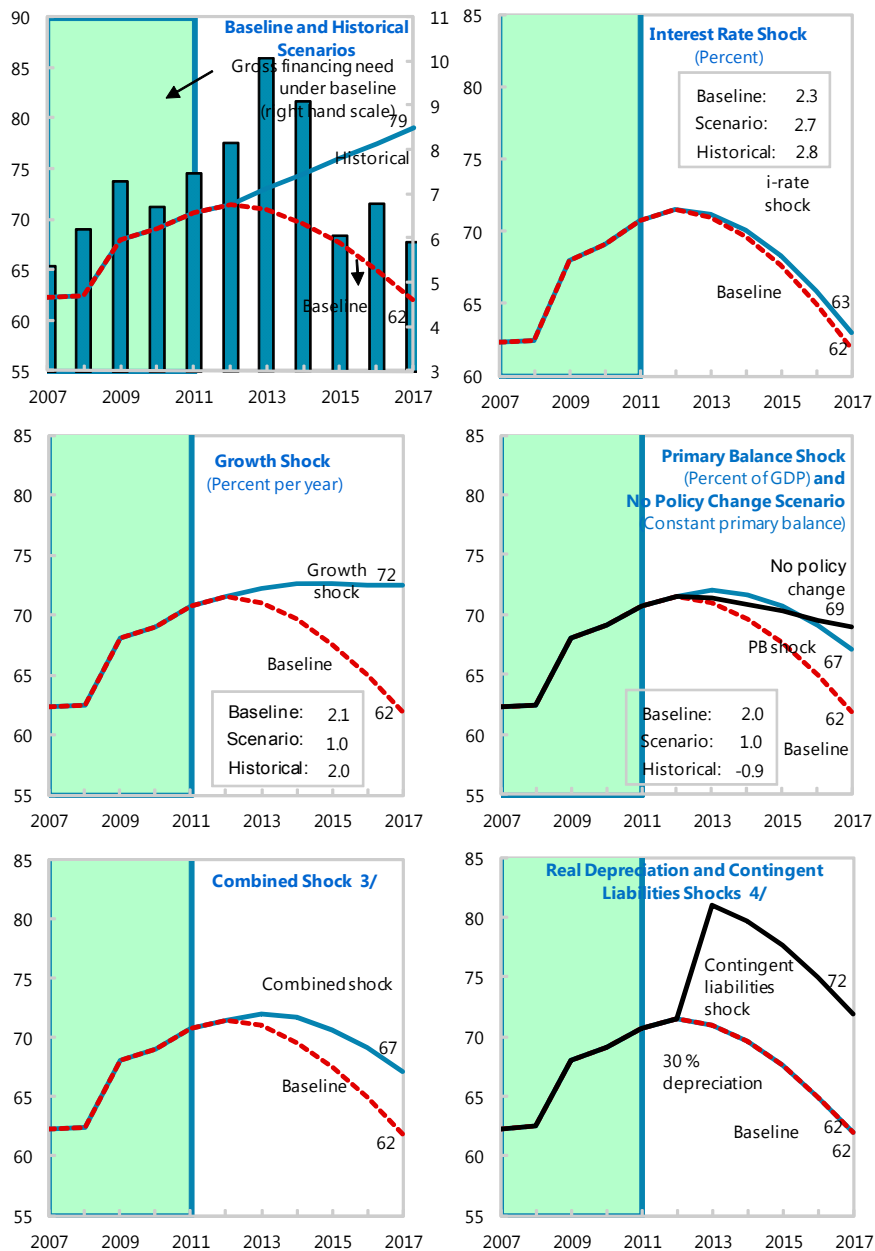 Baseline and Historical
Scenarios
Gross financing need
under baseline
(right hand scale)
79
Historical
Baseline
62
90
85
80
75
70
65
60
55
11
10
9
8
7
6
5
4
3
2007 2009 2011 2013 2015 2017
Interest Rate Shock
(Percent)
Baseline: 2.3
Scenario: 2.7
Historical: 2.8
i-rate
shock
Baseline
63
62
85
80
75
70
65
60
2007 2009 2011 2013 2015 2017
Growth Shock
(Percent per year)
Growth 72
shock
Baseline
Baseline: 2.1
Scenario: 1.0
Historical: 2.0
62
85
80
75
70
65
60
55
2007 2009 2011 2013 2015 2017
Primary Balance Shock
(Percent of GDP) and
No Policy Change Scenario
Constant primary balance)
No policy
change
69
PB shock
67
Baseline: 2.0
Scenario: 1.0
Historical: -0.9
62
Baseline
85
80
75
70
65
60
55
2007 2009 2011 2013 2015 2017
Combined Shock 3/
Combined shock
67
Baseline
62
85
80
75
70
65
60
55
2007 2009 2011 2013 2015 2017
Real Depreciation and Contingent
Liabilities Shocks 4/
Contingent
liabilities
shock
72
30 %
depreciation
Baseline
62
62
85
80
75
70
65
60
55
2007 2009 2011 2013 2015 2017